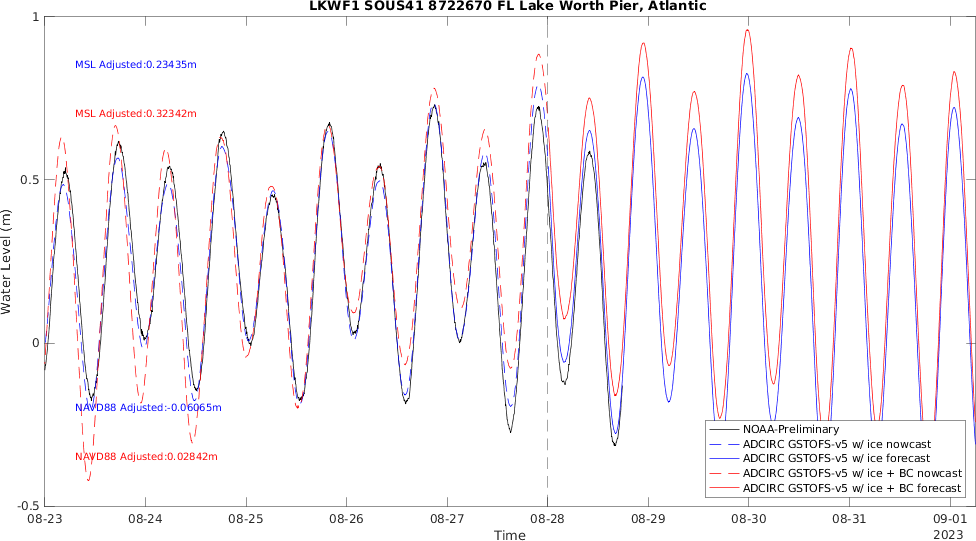 LKWF1 SOUS41 8722670 FL Lake Worth Pier, Atlantic
1
0.5
0
-0.5
Water Level (m)
MSL Adjusted:0.23435m
MSL Adjusted:0.32342m
NAVD88 Adjusted:-0.06065m
NAVD88 Adjusted:0.02842m
NOAA-Preliminary
ADCIRC GSTOFS-v5 w/ ice nowcast
ADCIRC GSTOFS-v5 w/ ice forecast
ADCIRC GSTOFS-v5 w/ ice + BC nowcast
ADCIRC GSTOFS-v5 w/ ice + BC forecast
08-23 08-24 08-25 08-26 08-27 08-28 08-29 08-30 08-31 09-01
Time
2023